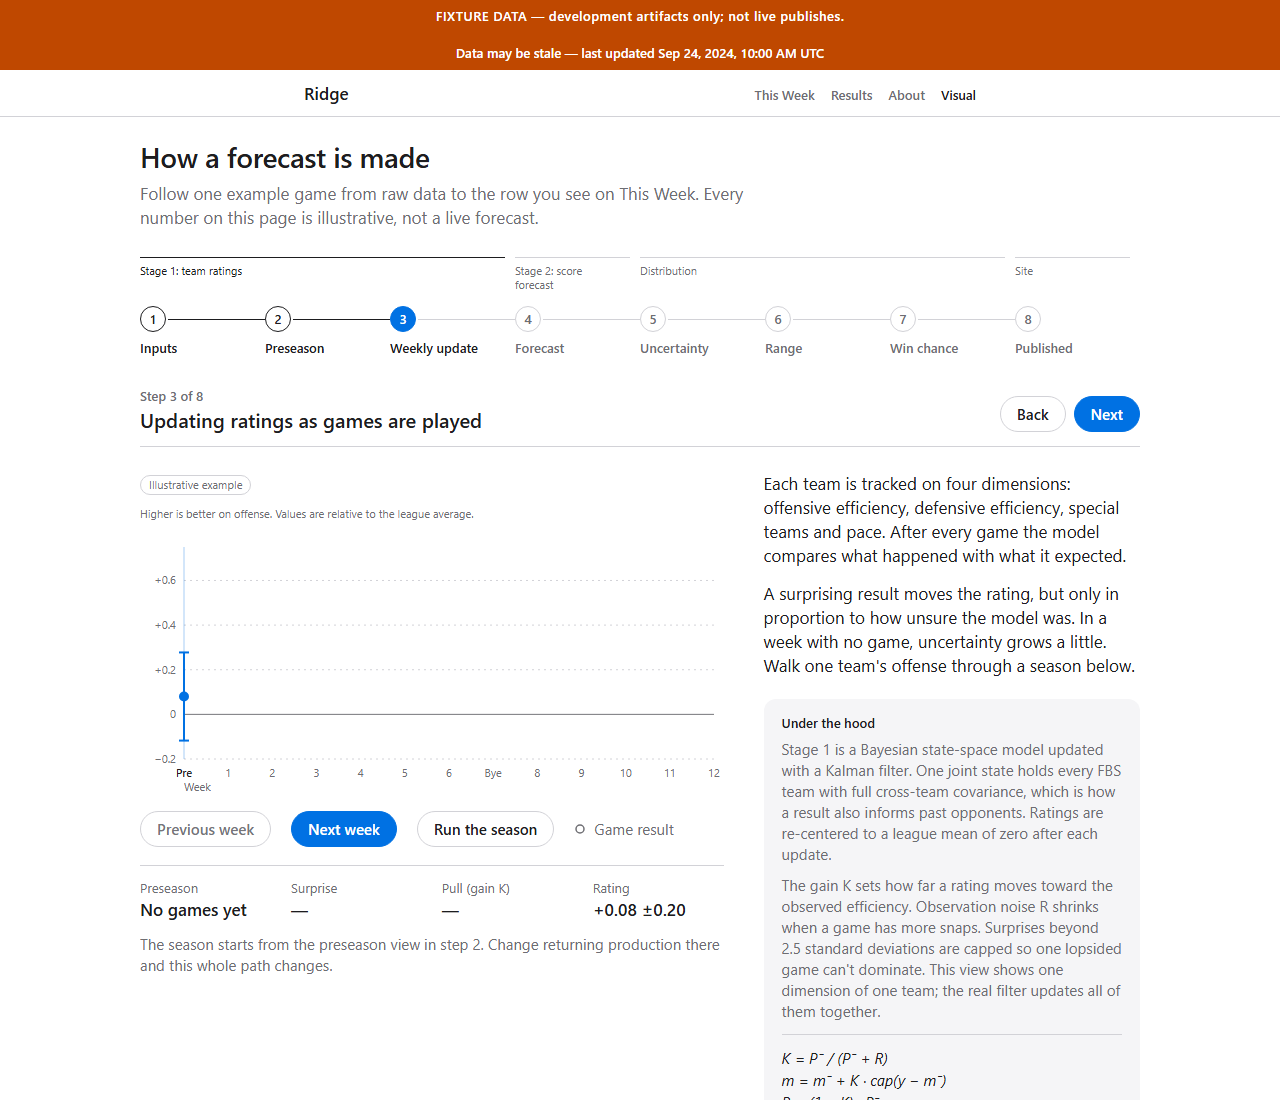 FIXTURE DATA — development artifacts only; not live publishes.
Data may be stale — last updated Sep 24, 2024, 10:00 AM UTC
Ridge
This Week Results About Visual
How a forecast is made
Follow one example game from raw data to the row you see on This Week. Every
number on this page is illustrative, not a live forecast.
Stage 1: team ratings
Stage 2: score
forecast
Distribution
Site
1 2 3 4 5 6 7 8
Inputs Preseason Weekly update Forecast Uncertainty Range Win chance Published
Step 3 of 8
Updating ratings as games are played
Back Next
Illustrative example
Higher is better on offense. Values are relative to the league average.
+0.6
+0.4
+0.2
0
−0.2
Pre 1 2 3 4 5 6 Bye 8 9 10 11 12
Week
Previous week Next week Run the season Game result
Preseason Surprise Pull (gain K) Rating
No games yet — — +0.08 ±0.20
The season starts from the preseason view in step 2. Change returning production there
and this whole path changes.
Each team is tracked on four dimensions:
offensive efficiency, defensive efficiency, special
teams and pace. After every game the model
compares what happened with what it expected.
A surprising result moves the rating, but only in
proportion to how unsure the model was. In a
week with no game, uncertainty grows a little.
Walk one team's offense through a season below.
Under the hood
Stage 1 is a Bayesian state-space model updated
with a Kalman filter. One joint state holds every FBS
team with full cross-team covariance, which is how
a result also informs past opponents. Ratings are
re-centered to a league mean of zero after each
update.
The gain K sets how far a rating moves toward the
observed efficiency. Observation noise R shrinks
when a game has more snaps. Surprises beyond
2.5 standard deviations are capped so one lopsided
game can't dominate. This view shows one
dimension of one team; the real filter updates all of
them together.
K = P⁻ / (P⁻ + R)
m = m⁻ + K · cap(y − m⁻)